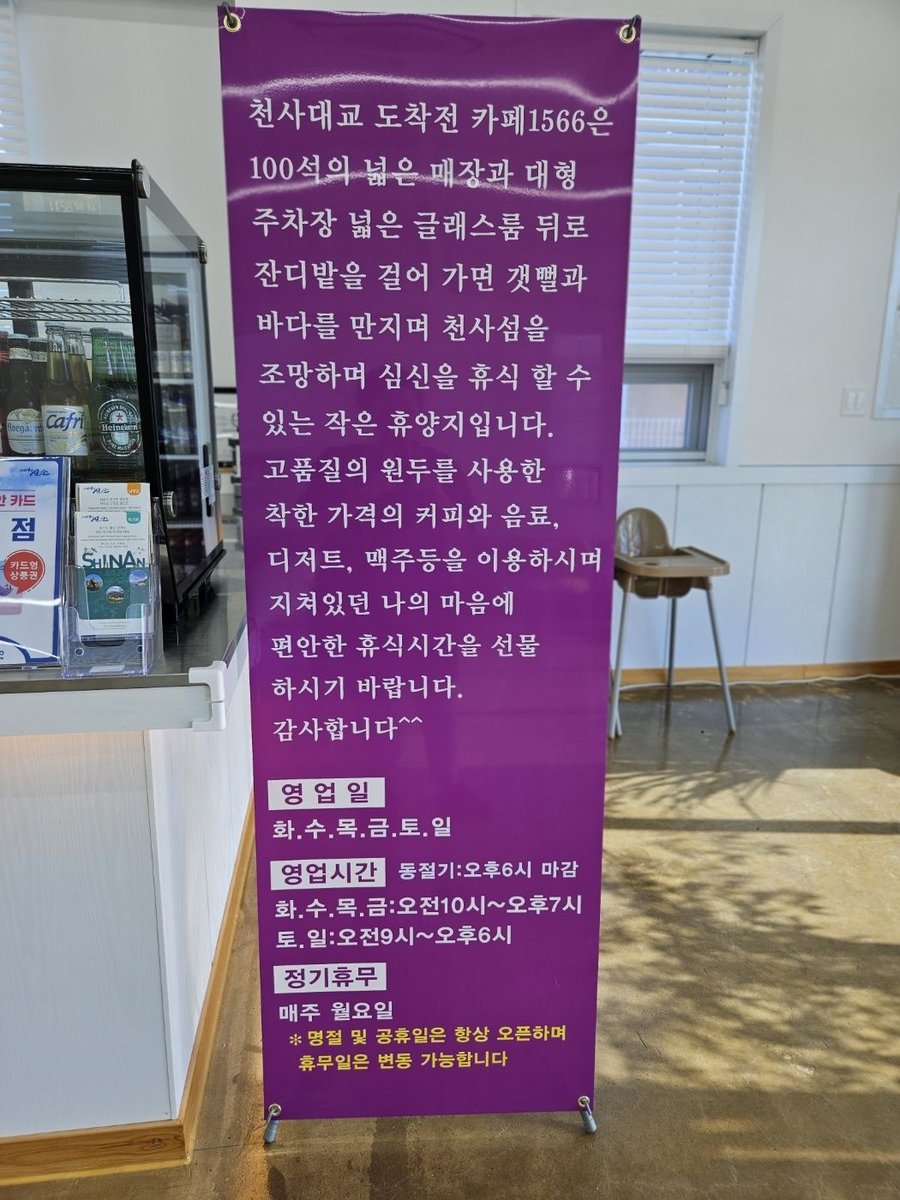 천사대교 도착전 카페1566은
100석의 넓은 매장과 대형
주차장 넓은 글래스룸 뒤로
잔디밭을 걸어 가면 갯뻘과
바다를 만지며 천사섬을
조망하며 심신을 휴식 할 수
있는 작은 휴양지입니다.
고품질의 원두를 사용한
착한 가격의 커피와 음료,
디저트, 맥주등을 이용하시며
지쳐있던 나의 마음에
편안한 휴식시간을 선물
하시기 바랍니다.
감사합니다^^
영업일
화.수.목.금.토.일
영업시간 동절기:오후6시 마감
화.수.목.금:오전10시~오후7시
토.일:오전9시~오후6시
정기휴무
매주 월요일
※명절 및 공휴일은 항상 오픈하며
휴무일은 변동 가능합니다
Cafri
Heineken
카드
점
카드형
상품권
SHINAN